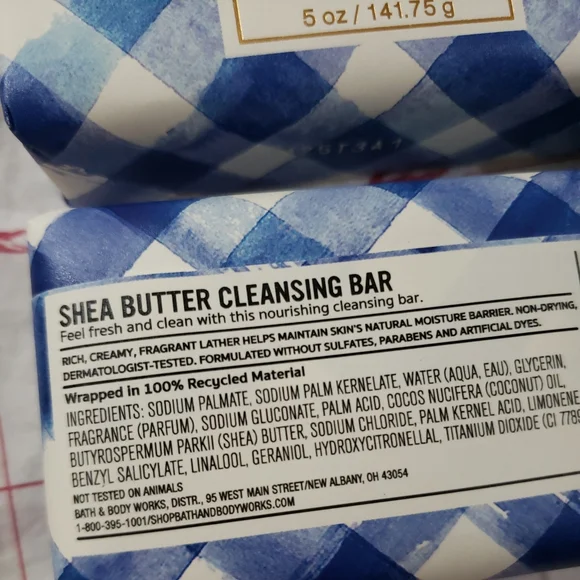 5 oz / 141.75 g
SHEA BUTTER CLEANSING BAR
Feel fresh and clean with this nourishing cleansing bar.
RICH, CREAMY, FRAGRANT LATHER HELPS MAINTAIN SKIN'S NATURAL MOISTURE BARRIER. NON-DRYING,
DERMATOLOGIST-TESTED. FORMULATED WITHOUT SULFATES, PARABENS AND ARTIFICIAL DYES.
Wrapped in 100% Recycled Material
INGREDIENTS: SODIUM PALMATE, SODIUM PALM KERNELATE, WATER (AQUA, EAU), GLYCERIN,
FRAGRANCE (PARFUM), SODIUM GLUCONATE, PALM ACID, COCOS NUCIFERA (COCONUT) OIL,
BUTYROSPERMUM PARKII (SHEA) BUTTER, SODIUM CHLORIDE, PALM KERNEL ACID, LIMONENE,
BENZYL SALICYLATE, LINALOOL, GERANIOL, HYDROXYCITRONELLAL, TITANIUM DIOXIDE (CI
NOT TESTED ON ANIMALS
BATH & BODY WORKS, DISTR., 95 WEST MAIN STREET/NEW ALBANY, OH 43054
1-800-395-1001/SHOPBATHANDBODYWORKS.COM